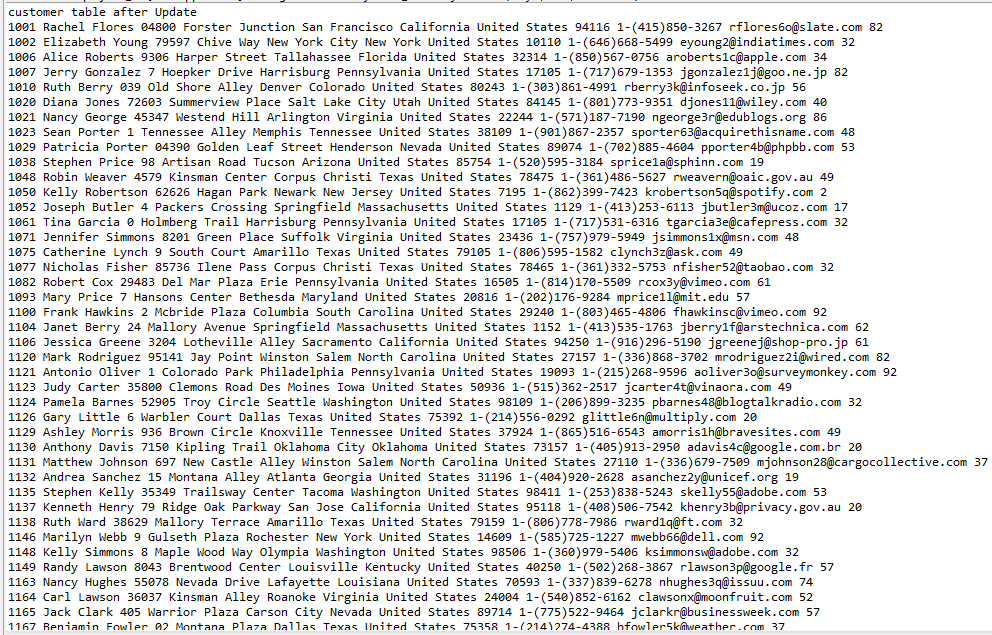 customer table after Update
1001 Rachel Flores 04800 Forster Junction San Francisco California United States 94116 1-(415)850-3267 rflores6o@slate.com 82
1002 Elizabeth Young 79597 Chive Way New York City New York United States 10110 1-(646)668-5499 eyoung2@indiatimes.com 32
1006 Alice Roberts 9306 Harper Street Tallahassee Florida United States 32314 1-(850)567-0756 aroberts1c@apple.com 34
1007 Jerry Gonzalez 7 Hoepker Drive Harrisburg Pennsylvania United States 17105 1-(717)679-1353 jgonzalez1j@goo.ne.jp 82
1010 Ruth Berry 039 Old Shore Alley Denver Colorado United States 80243 1-(303)861-4991 rberry3k@infoseek.co.jp 56
1020 Diana Jones 72603 Summerview Place Salt Lake City Utah United States 84145 1-(801)773-9351 djones11@wiley.com 40
1021 Nancy George 45347 Westend Hill Arlington Virginia United States 22244 1-(571)187-7190 ngeorge3r@edublogs.org 86
1023 Sean Porter 1 Tennessee Alley Memphis Tennessee United States 38109 1-(901)867-2357 sporter63@acquirethisname.com 48
1029 Patricia Porter 04390 Golden Leaf Street Henderson Nevada United States 89074 1-(702)885-4604 pporter4b@phpbb.com 53
1038 Stephen Price 98 Artisan Road Tucson Arizona United States 85754 1-(520)595-3184 sprice1a@sphinn.com 19
1048 Robin Weaver 4579 Kinsman Center Corpus Christi Texas United States 78475 1-(361)486-5627 rweavern@oaic.gov.au 49
1050 Kelly Robertson 62626 Hagan Park Newark New Jersey United States 7195 1-(862)399-7423 krobertson5q@spotify.com 2
1052 Joseph Butler 4 Packers Crossing Springfield Massachusetts United States 1129 1-(413)253-6113 jbutler3m@ucoz.com 17
1061 Tina Garcia 0 Holmberg Trail Harrisburg Pennsylvania United States 17105 1-(717)531-6316 tgarcia3e@cafepress.com 32
1071 Jennifer Simmons 8201 Green Place Suffolk Virginia United States 23436 1-(757)979-5949 jsimmons1x@msn.com 48
1075 Catherine Lynch 9 South Court Amarillo Texas United States 79105 1-(806)595-1582 clynch3z@ask.com 49
1077 Nicholas Fisher 85736 Ilene Pass Corpus Christi Texas United States 78465 1-(361)332-5753 nfisher52@taobao.com 32
1082 Robert Cox 29483 Del Mar Plaza Erie Pennsylvania United States 16505 1-(814)170-5509 rcox3y@vimeo.com 61
1093 Mary Price 7 Hansons Center Bethesda Maryland United States 20816 1-(202)176-9284 mprice1l@mit.edu 57
1100 Frank Hawkins 2 Mcbride Plaza Columbia South Carolina United States 29240 1-(803)465-4806 fhawkinsc@vimeo.com 92
1104 Janet Berry 24 Mallory Avenue Springfield Massachusetts United States 1152 1-(413)535-1763 jberry1f@arstechnica.com 62
1106 Jessica Greene 3204 Lotheville Alley Sacramento California United States 94250 1-(916)296-5190 jgreenej@shop-pro.jp 61
1120 Mark Rodriguez 95141 Jay Point Winston Salem North Carolina United States 27157 1-(336)868-3702 mrodriguez2i@wired.com 82
1121 Antonio Oliver 1 Colorado Park Philadelphia Pennsylvania United States 19093 1-(215)268-9596 aoliver3o@surveymonkey.com 92
1123 Judy Carter 35800 Clemons Road Des Moines Iowa United States 50936 1-(515)362-2517 jcarter4t@vinaora.com 49
1124 Pamela Barnes 52905 Troy Circle Seattle Washington United States 98109 1-(206)899-3235 pbarnes48@blogtalkradio.com 32
1126 Gary Little 6 Warbler Court Dallas Texas United States 75392 1-(214)556-0292 glittle6n@multiply.com 20
1129 Ashley Morris 936 Brown Circle Knoxville Tennessee United States 37924 1-(865)516-6543 amorris1h@bravesites.com 49
1130 Anthony Davis 7150 Kipling Trail Oklahoma City Oklahoma United States 73157 1-(405)913-2950 adavis4c@google.com.br 20
1131 Matthew Johnson 697 New Castle Alley Winston Salem North Carolina United States 27110 1-(336)679-7509 mjohnson28@cargocollective.com 37
1132 Andrea Sanchez 15 Montana Alley Atlanta Georgia United States 31196 1-(404)920-2628 asanchez2y@unicef.org 19
1135 Stephen Kelly 35349 Trailsway Center Tacoma Washington United States 98411 1-(253)838-5243 skelly55@adobe.com 53
1137 Kenneth Henry 79 Ridge Oak Parkway San Jose California United States 95118 1-(408)506-7542 khenry3b@privacy.gov.au 20
1138 Ruth Ward 38629 Mallory Terrace Amarillo Texas United States 79159 1-(806)778-7986 rward1q@ft.com 32
1146 Marilyn Webb 9 Gulseth Plaza Rochester New York United States 14609 1-(585)725-1227 mwebb66@dell.com 92
1148 Kelly Simmons 8 Maple Wood Way Olympia Washington United States 98506 1-(360)979-5406 ksimmonsw@adobe.com 32
1149 Randy Lawson 8043 Brentwood Center Louisville Kentucky United States 40250 1-(502)268-3867 rlawson3p@google.fr 57
1163 Nancy Hughes 55078 Nevada Drive Lafayette Louisiana United States 70593 1-(337)839-6278 nhughes3q@issuu.com 74
1164 Carl Lawson 36037 Kinsman Alley Roanoke Virginia United States 24004 1-(540)852-6162 clawsonx@moonfruit.com 52
1165 Jack Clark 405 Warrior Plaza Carson City Nevada United States 89714 1-(775)522-9464 jclarkr@businessweek.com 57
1167 Benjamin Fowler 02 Montana Plaza Dallas Texas United States 75358 1-(214)274-4388 bfowler5k@weather.com 37